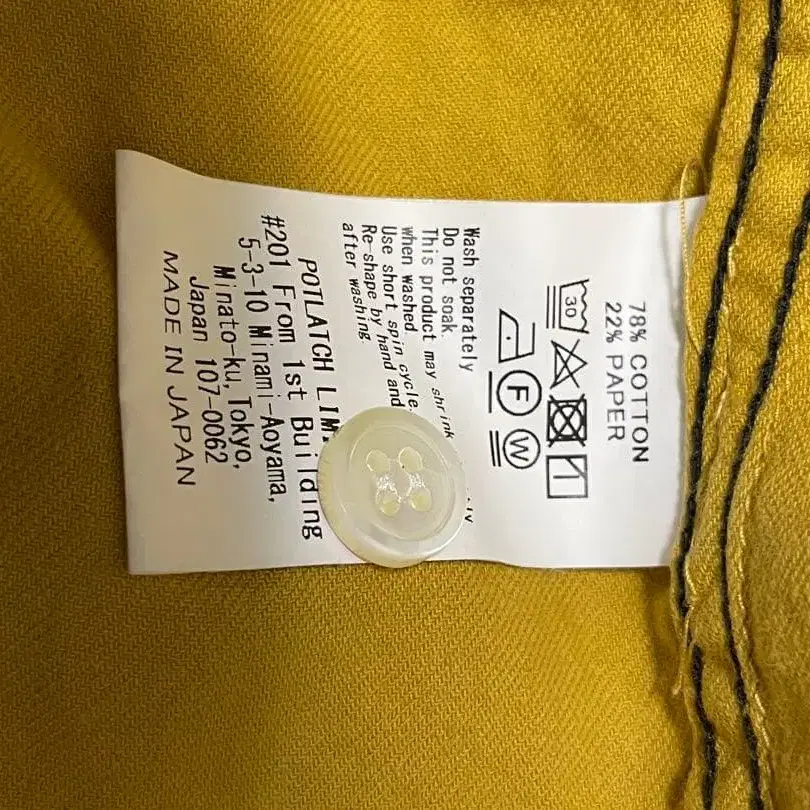 78% COTTON
22% PAPER
30
F W
Wash separately
Do not soak.
This product may shrink
when washed.
Use short spin cycle.
Re-shape by hand and
after washing.
POTLATCH
#201 From 1st Building
5-3-10 Minami-Aoyama,
Minato-ku, Tokyo,
Japan 107-0062
MADE IN JAPAN